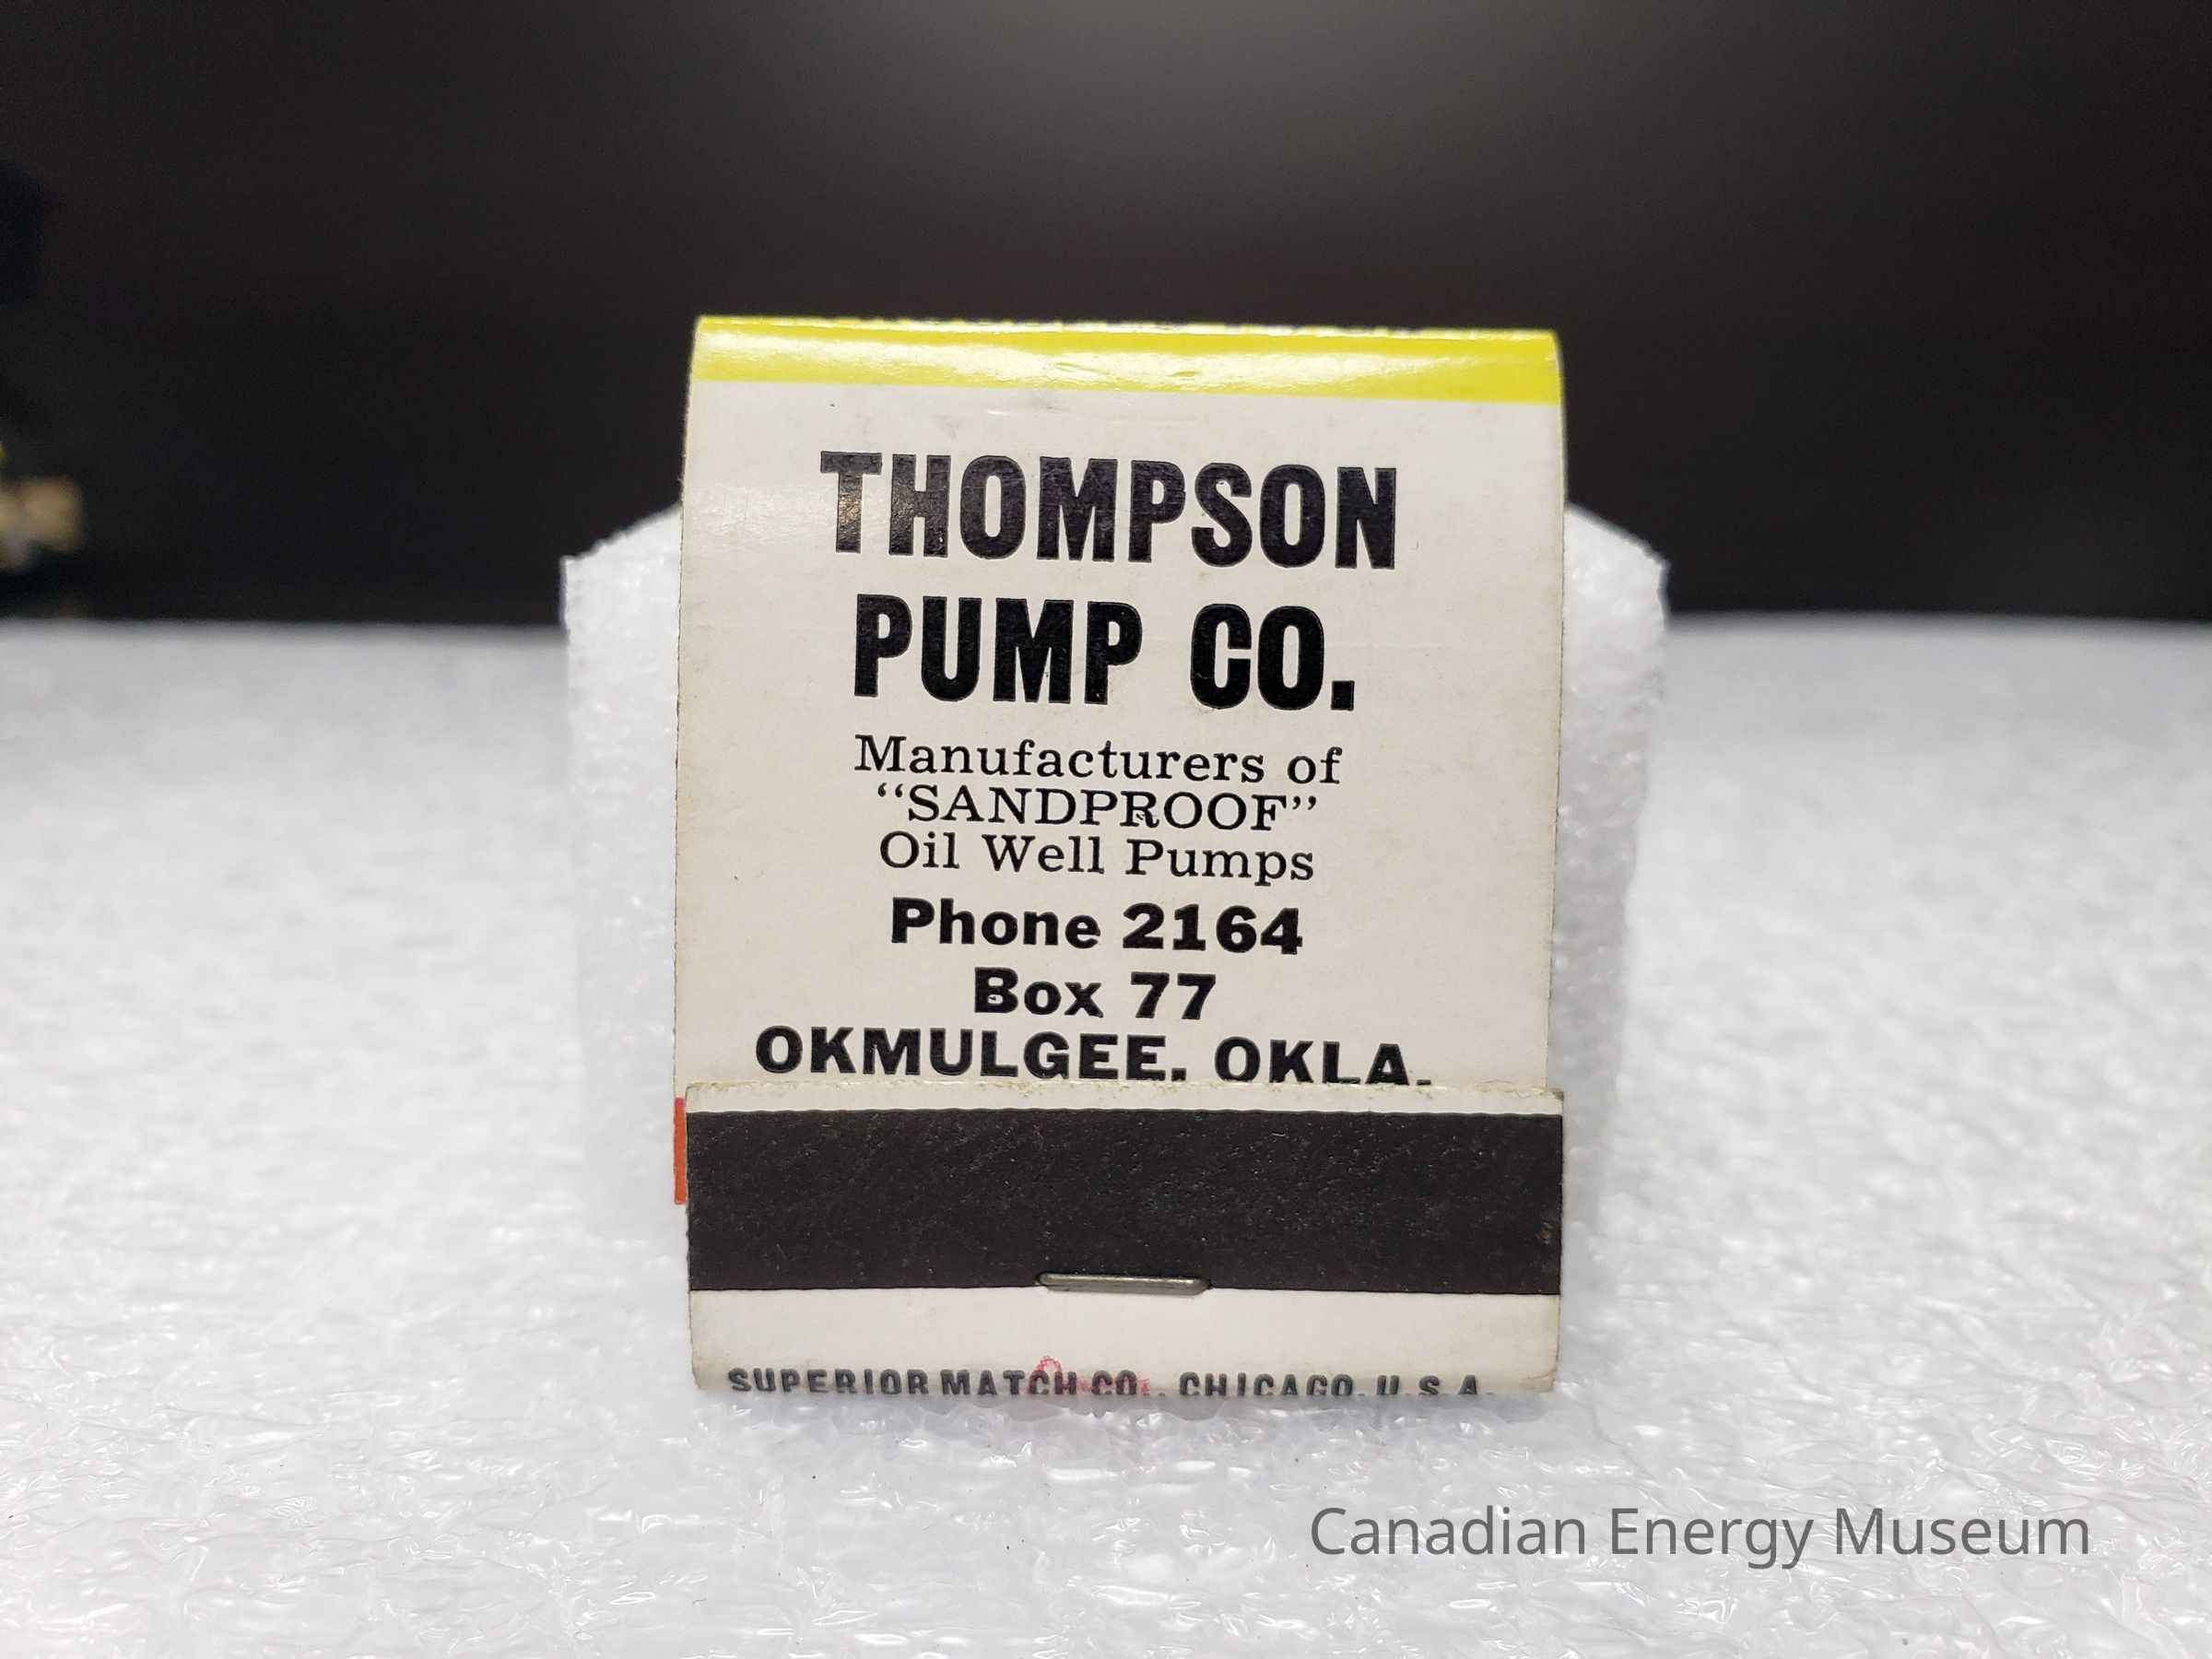 THOMPSON
PUMP CO.
Manufacturers of
“SANDPROOF”
Oil Well Pumps
Phone 2164
Box 77
OKMULGEE, OKLA.
SUPERIOR MATCH CO., CHICAGO, U.S.A.
Canadian Energy Museum